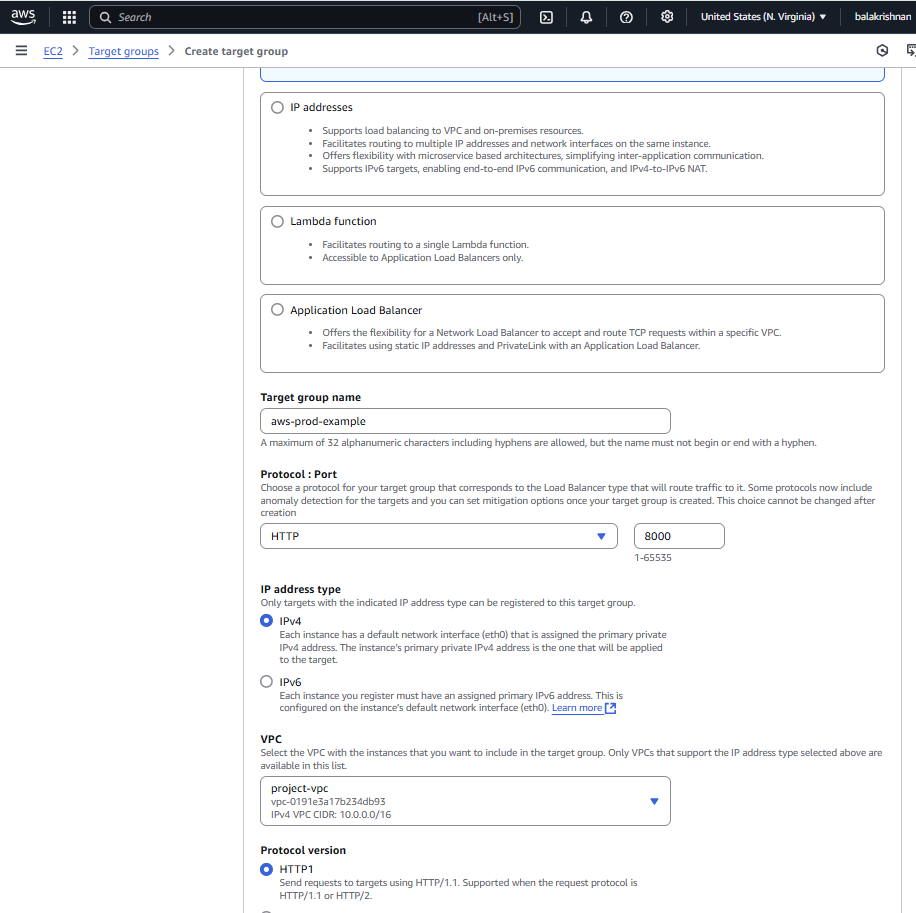 aws
Search
[Alt+S]
United States (N. Virginia)
balakrishnan
EC2 > Target groups > Create target group
IP addresses
• Supports load balancing to VPC and on-premises resources.
• Facilitates routing to multiple IP addresses and network interfaces on the same instance.
• Offers flexibility with microservice based architectures, simplifying inter-application communication.
• Supports IPv6 targets, enabling end-to-end IPv6 communication, and IPv4-to-IPv6 NAT.
Lambda function
• Facilitates routing to a single Lambda function.
• Accessible to Application Load Balancers only.
Application Load Balancer
• Offers the flexibility for a Network Load Balancer to accept and route TCP requests within a specific VPC.
• Facilitates using static IP addresses and PrivateLink with an Application Load Balancer.
Target group name
aws-prod-example
A maximum of 32 alphanumeric characters including hyphens are allowed, but the name must not begin or end with a hyphen.
Protocol : Port
Choose a protocol for your target group that corresponds to the Load Balancer type that will route traffic to it. Some protocols now include
anomaly detection for the targets and you can set mitigation options once your target group is created. This choice cannot be changed after
creation
HTTP
8000
1-65535
IP address type
Only targets with the indicated IP address type can be registered to this target group.
IPv4
Each instance has a default network interface (eth0) that is assigned the primary private
IPv4 address. The instance's primary private IPv4 address is the one that will be applied
to the target.
IPv6
Each instance you register must have an assigned primary IPv6 address. This is
configured on the instance's default network interface (eth0). Learn more
VPC
Select the VPC with the instances that you want to include in the target group. Only VPCs that support the IP address type selected above are
available in this list.
project-vpc
vpc-0191e3a17b234db93
IPv4 VPC CIDR: 10.0.0.0/16
Protocol version
HTTP1
Send requests to targets using HTTP/1.1. Supported when the request protocol is
HTTP/1.1 or HTTP/2.